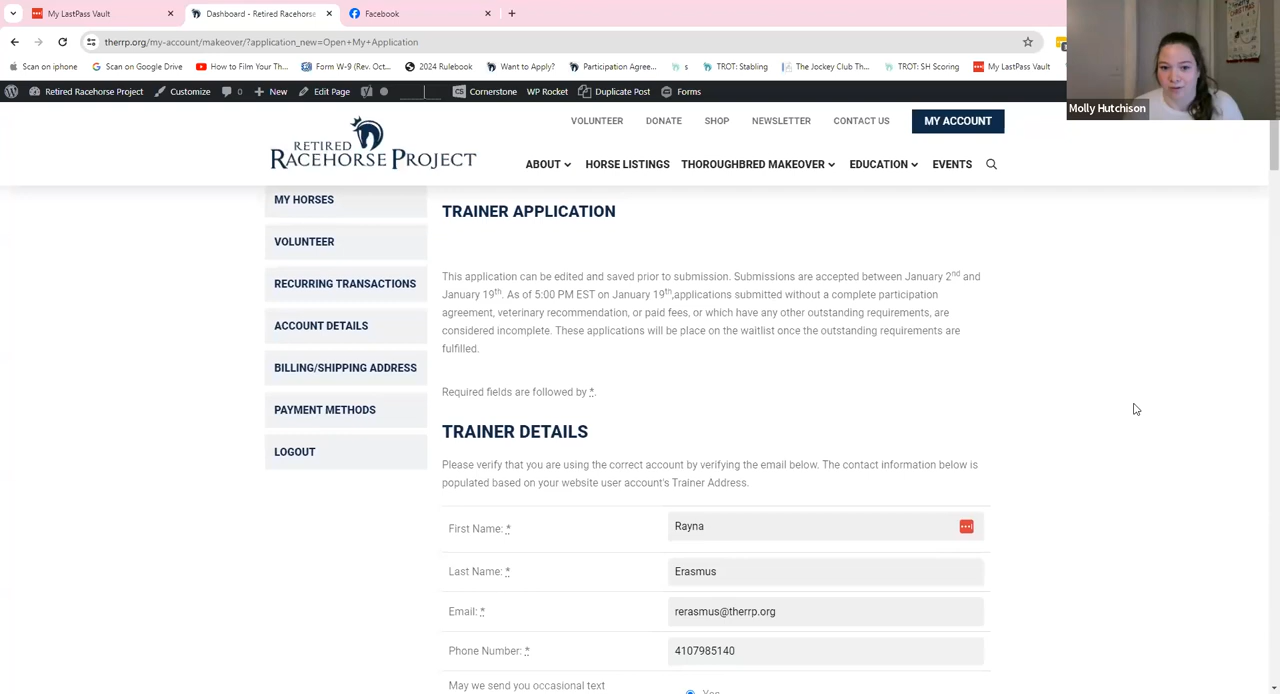 My LastPass Vault
Dashboard - Retired Racehorse
Facebook
therrp.org/my-account/makeover/?application_new=Open+My+Application
Scan on iphone
Scan on Google Drive
How to Film Your Th...
Form W-9 (Rev. Oct...
2024 Rulebook
Want to Apply?
Participation Agree...
s
TROT: Stabling
The Jockey Club Th...
TROT: SH Scoring
My LastPass Vault
Retired Racehorse Project
Customize
0
New
Edit Page
CS Cornerstone
WP Rocket
Duplicate Post
Forms
Molly Hutchison
VOLUNTEER
DONATE
SHOP
NEWSLETTER
CONTACT US
MY ACCOUNT
RETIRED
RACEHORSE PROJECT
ABOUT
HORSE LISTINGS
THOROUGHBRED MAKEOVER
EDUCATION
EVENTS
MY HORSES
VOLUNTEER
RECURRING TRANSACTIONS
ACCOUNT DETAILS
BILLING/SHIPPING ADDRESS
PAYMENT METHODS
LOGOUT
TRAINER APPLICATION
This application can be edited and saved prior to submission. Submissions are accepted between January 2nd and
January 19th. As of 5:00 PM EST on January 19th,applications submitted without a complete participation
agreement, veterinary recommendation, or paid fees, or which have any other outstanding requirements, are
considered incomplete. These applications will be place on the waitlist once the outstanding requirements are
fulfilled.
Required fields are followed by *.
TRAINER DETAILS
Please verify that you are using the correct account by verifying the email below. The contact information below is
populated based on your website user account's Trainer Address.
First Name: * Rayna
Last Name: * Erasmus
Email: * rerasmus@therrp.org
Phone Number: * 4107985140
May we send you occasional text
Yes